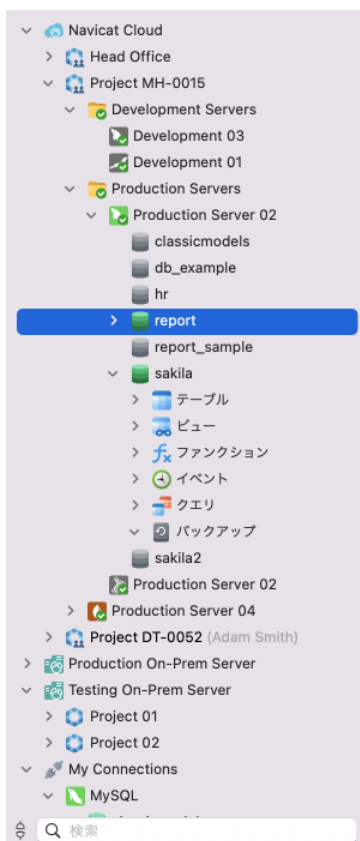 Navicat Cloud
Head Office
Project MH-0015
Development Servers
Development 03
Development 01
Production Servers
Production Server 02
classicmodels
db_example
hr
report
report_sample
sakila
テーブル
ビュー
ファンクション
イベント
クエリ
バックアップ
sakila2
Production Server 02
Production Server 04
Project DT-0052 (Adam Smith)
Production On-Prem Server
Testing On-Prem Server
Project 01
Project 02
My Connections
MySQL
検索